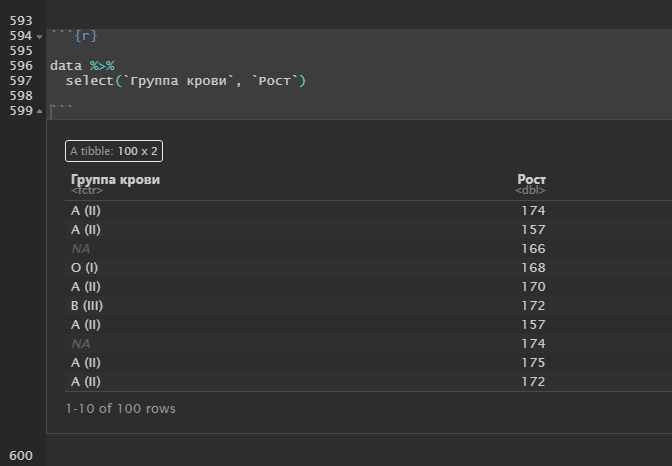 593
594 ```{r}
595
596 data %>%
597 select(`Группа крови`, `Рост`)
598
599 ```
A tibble: 100 x 2
Группа крови Рост
<fctr> <dbl>
A (II) 174
A (II) 157
NA 166
O (I) 168
A (II) 170
B (III) 172
A (II) 157
NA 174
A (II) 175
A (II) 172
1-10 of 100 rows
600